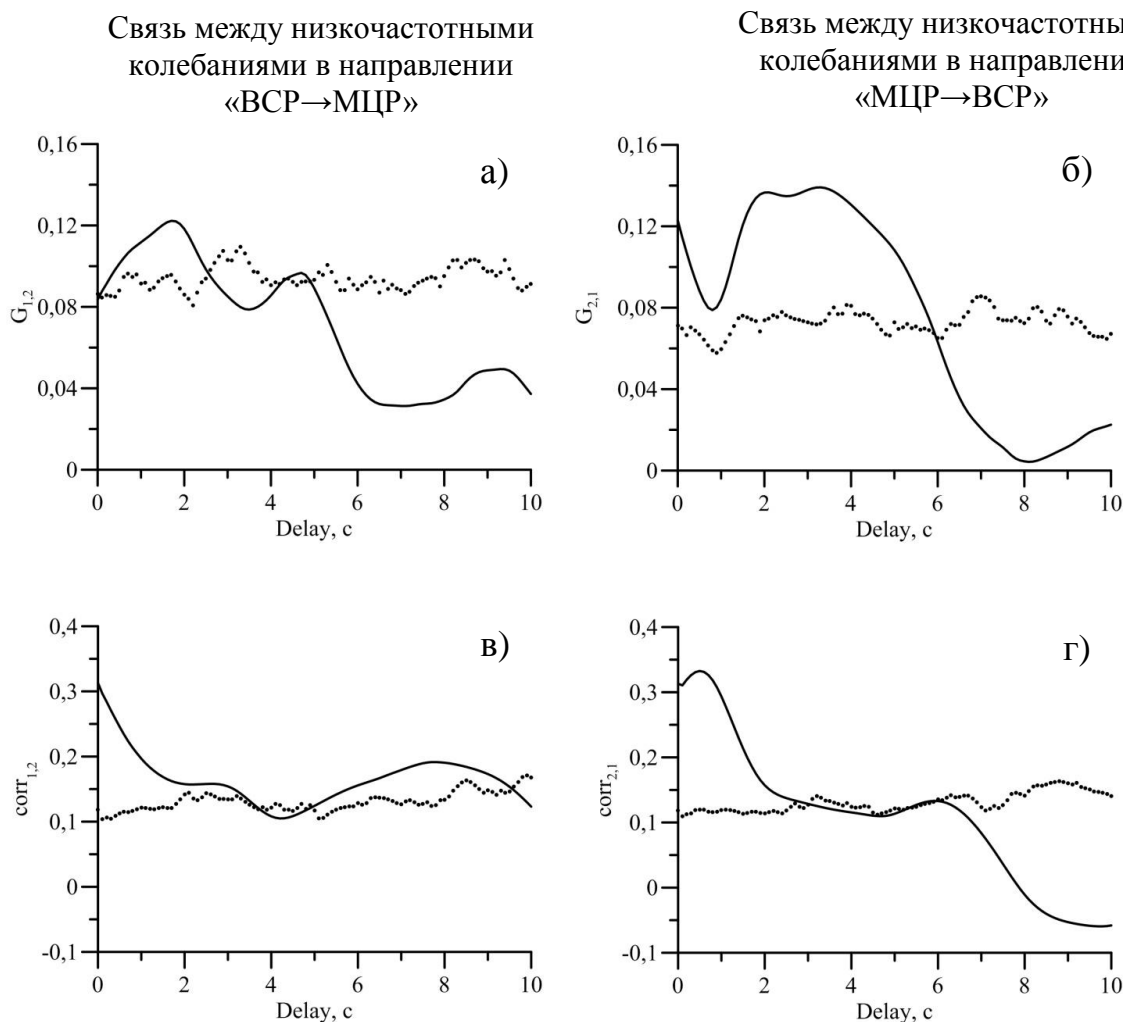 Связь между низкочастотными
колебаниями в направлении
«ВСР→МЦР»
Связь между низкочастотны
колебаниями в направлени
«МЦР→ВСР»
а)
0,16
0,12
0,08
0,04
0
G1,2
0 2 4 6 8 10
Delay, с
б)
0,16
0,12
0,08
0,04
0
G2,1
0 2 4 6 8 10
Delay, с
в)
0,4
0,3
0,2
0,1
0
-0,1
corr1,2
0 2 4 6 8 10
Delay, с
г)
0,4
0,3
0,2
0,1
0
-0,1
corr2,1
0 2 4 6 8 10
Delay, с